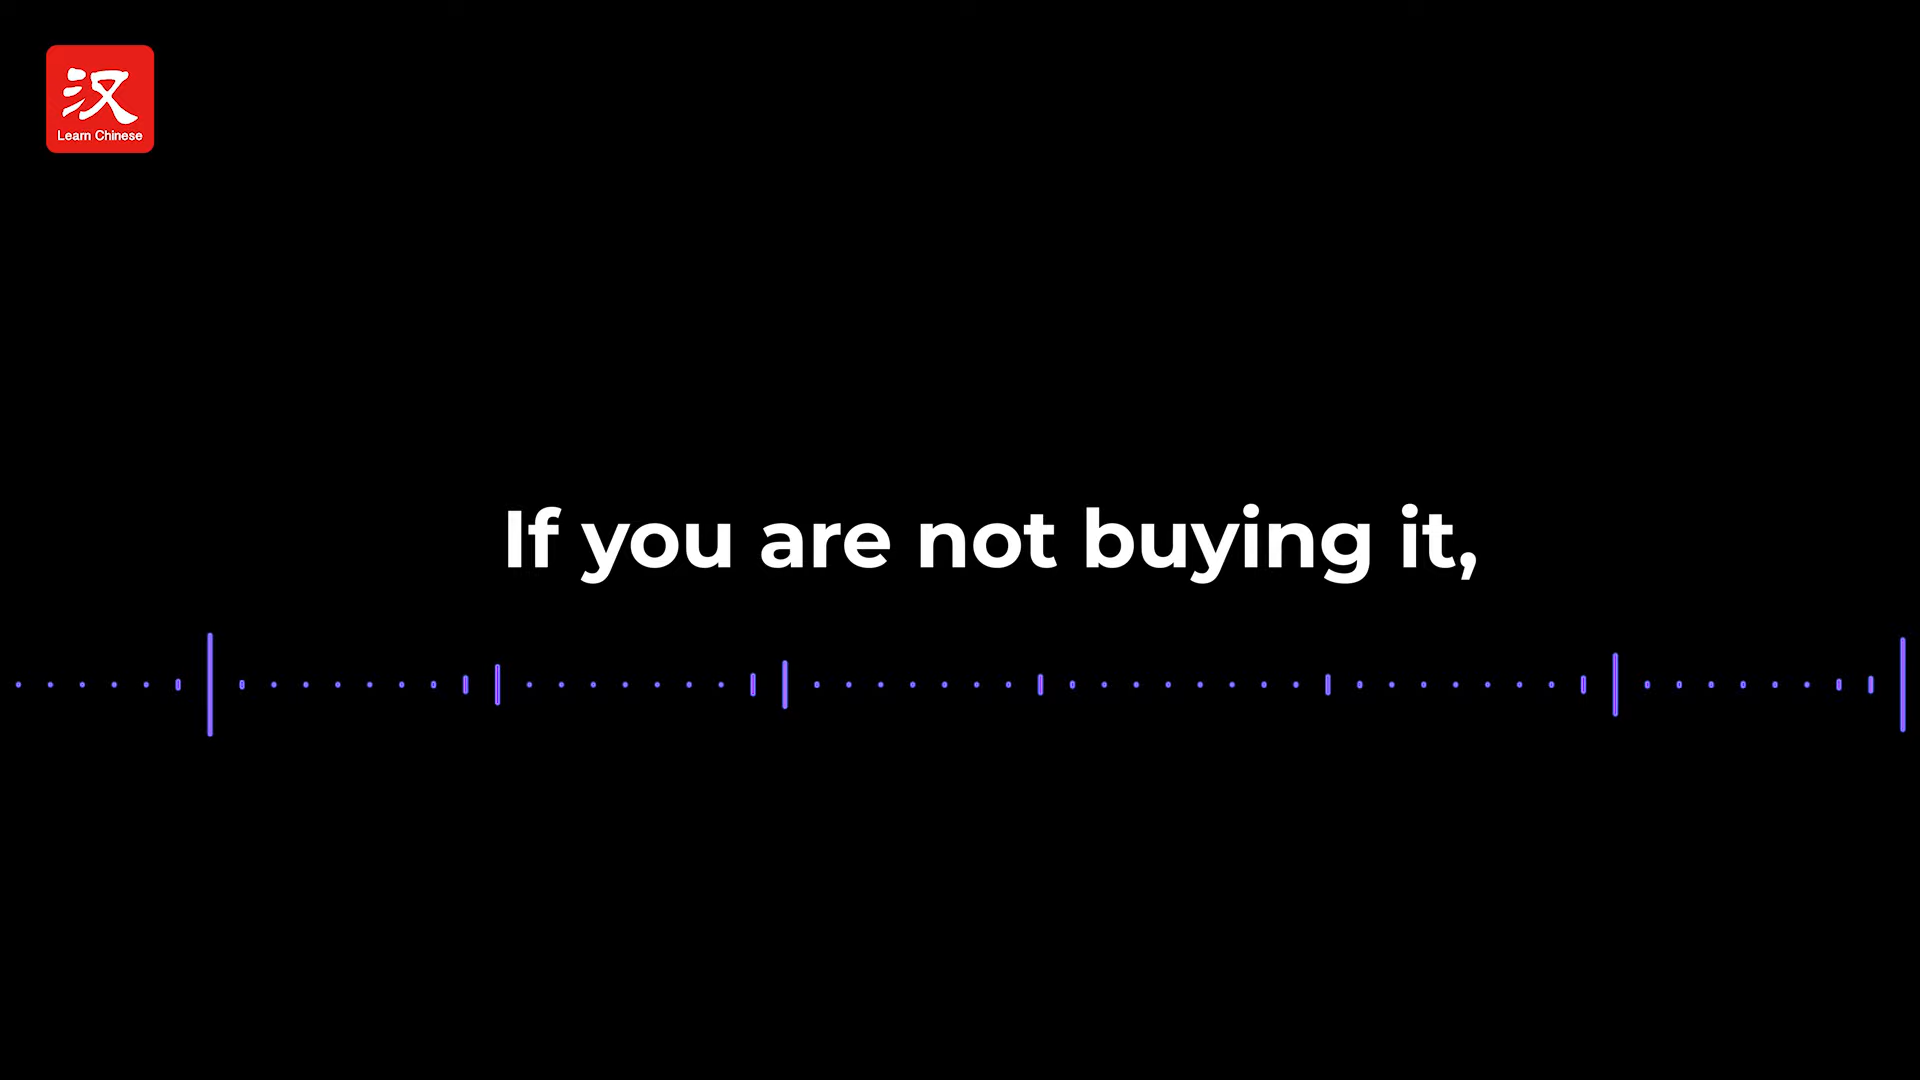 汉
Learn Chinese
If you are not buying it,